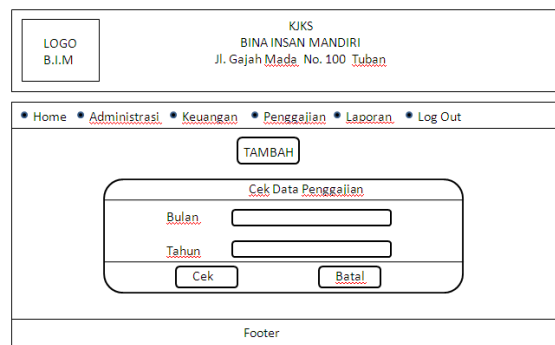 LOGO
B.I.M
KJKS
BINA INSAN MANDIRI
Jl. Gajah Mada No. 100 Tuban
• Home • Administrasi • Keuangan • Penggajian • Laporan • Log Out
TAMBAH
Cek Data Penggajian
Bulan
Tahun
Cek Batal
Footer